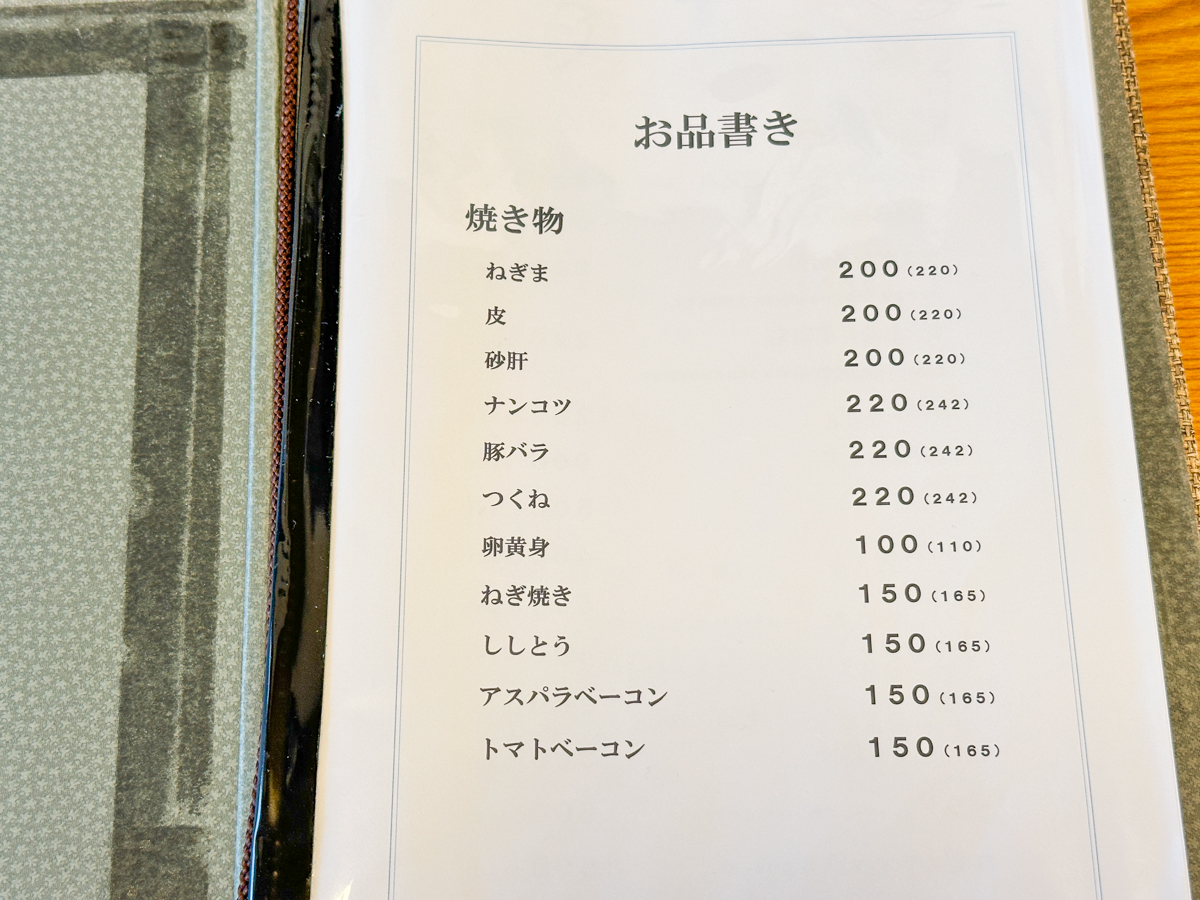 お品書き
焼き物
ねぎま 200(220)
皮 200(220)
砂肝 200(220)
ナンコツ 220(242)
豚バラ 220(242)
つくね 220(242)
卵黄身 100(110)
ねぎ焼き 150(165)
ししとう 150(165)
アスパラベーコン 150(165)
トマトベーコン 150(165)